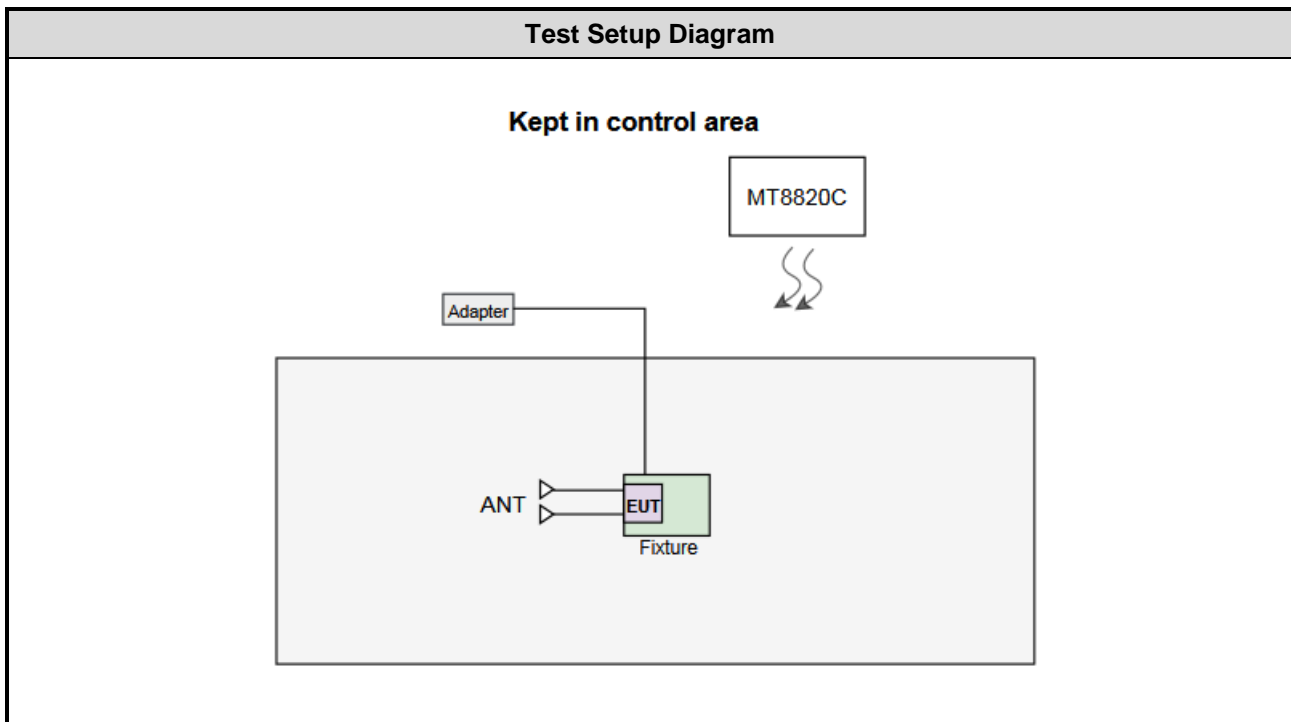 Test Setup Diagram
Kept in control area
MT8820C
Adapter
ANT
EUT
Fixture